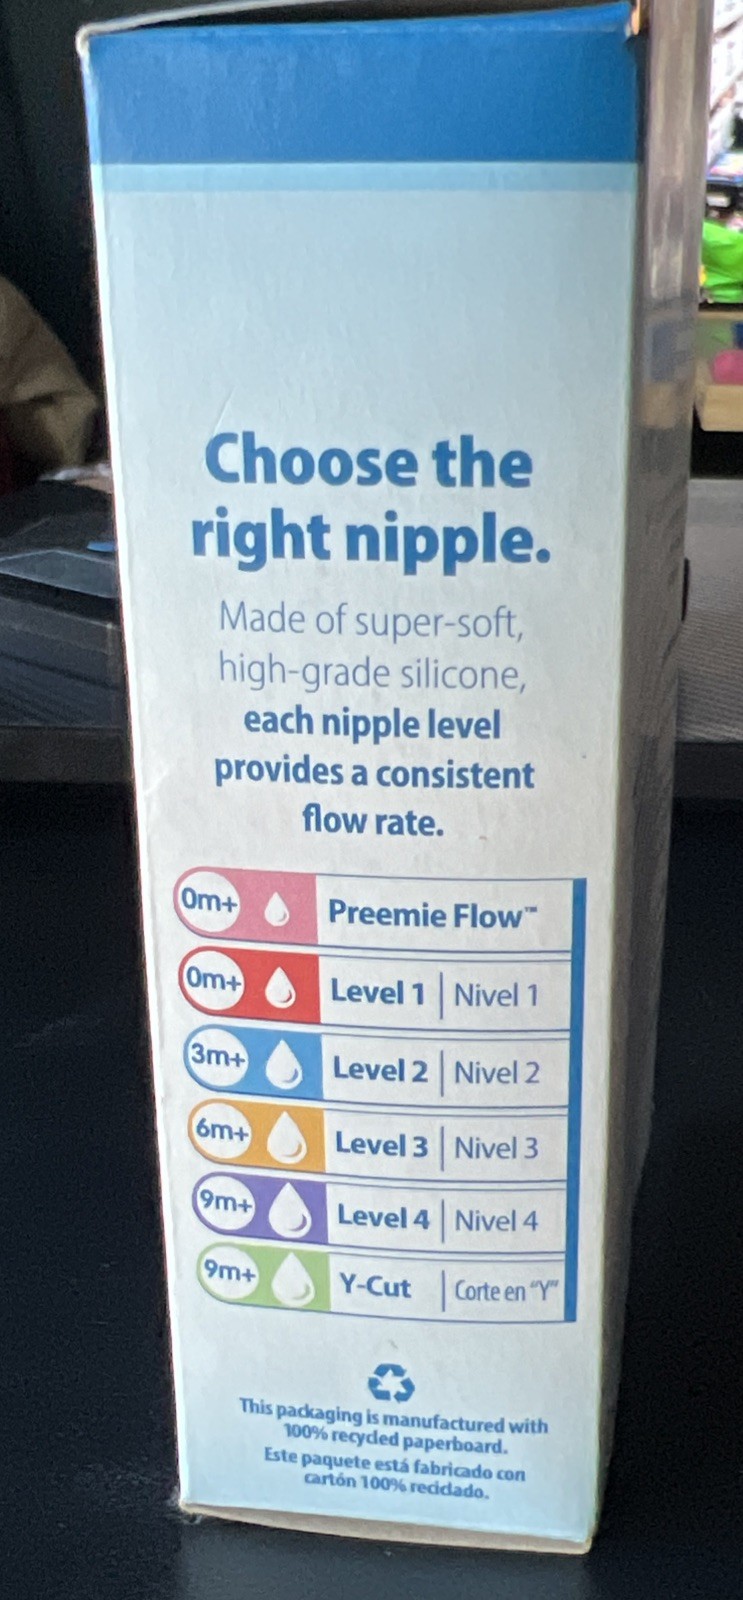 Choose the
right nipple.
Made of super-soft,
high-grade silicone,
each nipple level
provides a consistent
flow rate.
0m+ Preemie Flow™
0m+ Level 1 | Nivel 1
3m+ Level 2 | Nivel 2
6m+ Level 3 | Nivel 3
9m+ Level 4 | Nivel 4
9m+ Y-Cut | Corte en "Y"
This packaging is manufactured with
100% recycled paperboard.
Este paquete está fabricado con
cartón 100% reciclado.